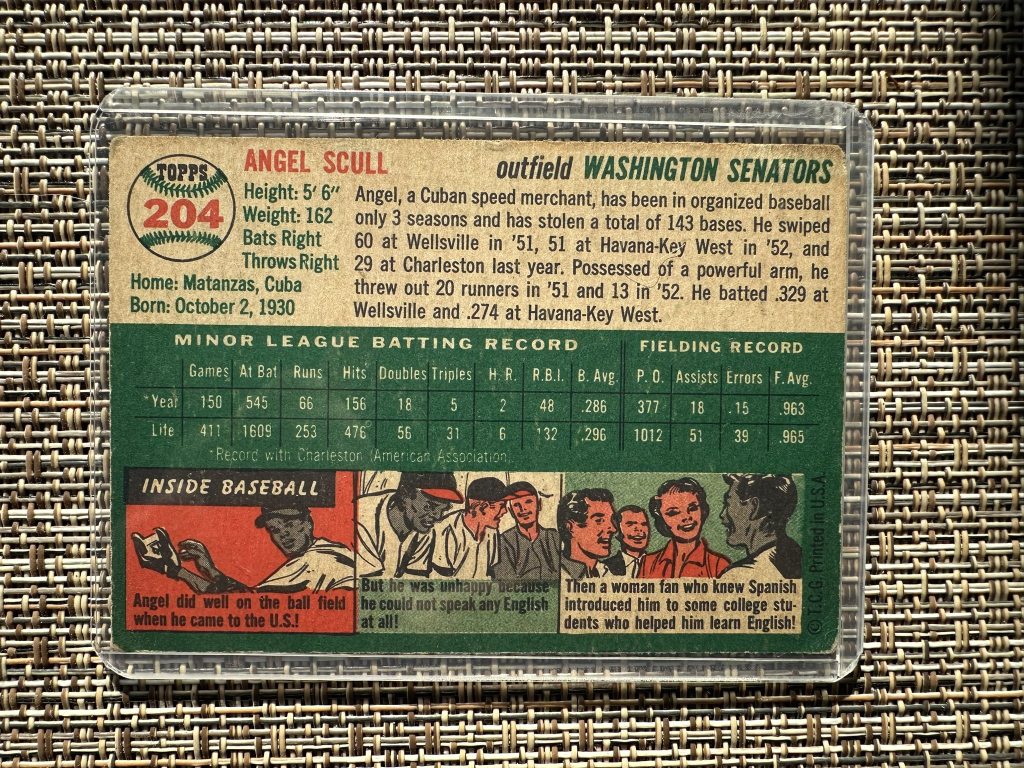 TOPPS
204
ANGEL SCULL
outfield WASHINGTON SENATORS
Height: 5' 6"
Weight: 162
Bats Right
Throws Right
Home: Matanzas, Cuba
Born: October 2, 1930
Angel, a Cuban speed merchant, has been in organized baseball
only 3 seasons and has stolen a total of 143 bases. He swiped
60 at Wellsville in '51, 51 at Havana-Key West in '52, and
29 at Charleston last year. Possessed of a powerful arm, he
threw out 20 runners in '51 and 13 in '52. He batted .329 at
Wellsville and .274 at Havana-Key West.
MINOR LEAGUE BATTING RECORD FIELDING RECORD
Games At Bat Runs Hits Doubles Triples H. R. R.B.I. B. Avg. P. O. Assists Errors F. Avg.
*Year 150 545 66 156 18 5 2 48 .286 377 18 .15 .963
Life 411 1609 253 476 56 31 6 132 .296 1012 51 39 .965
*Record with Charleston (American Association)
INSIDE BASEBALL
Angel did well on the ball field
when he came to the U.S.!
But he was unhappy because
he could not speak any English
at all!
Then a woman fan who knew Spanish
introduced him to some college stu-
dents who helped him learn English!
© T.C.G. Printed in U.S.A.